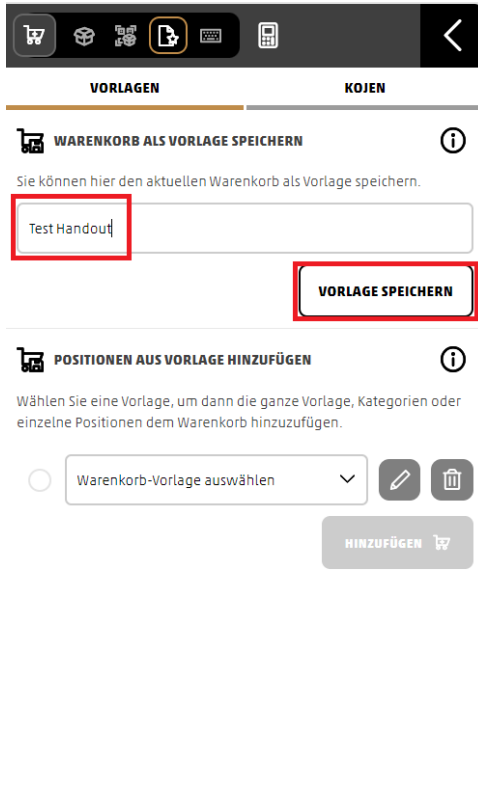 VORLAGEN
KOJEN
WARENKORB ALS VORLAGE SPEICHERN
Sie können hier den aktuellen Warenkorb als Vorlage speichern.
Test Handout
VORLAGE SPEICHERN
POSITIONEN AUS VORLAGE HINZUFÜGEN
Wählen Sie eine Vorlage, um dann die ganze Vorlage, Kategorien oder
einzelne Positionen dem Warenkorb hinzuzufügen.
Warenkorb-Vorlage auswählen
HINZUFÜGEN